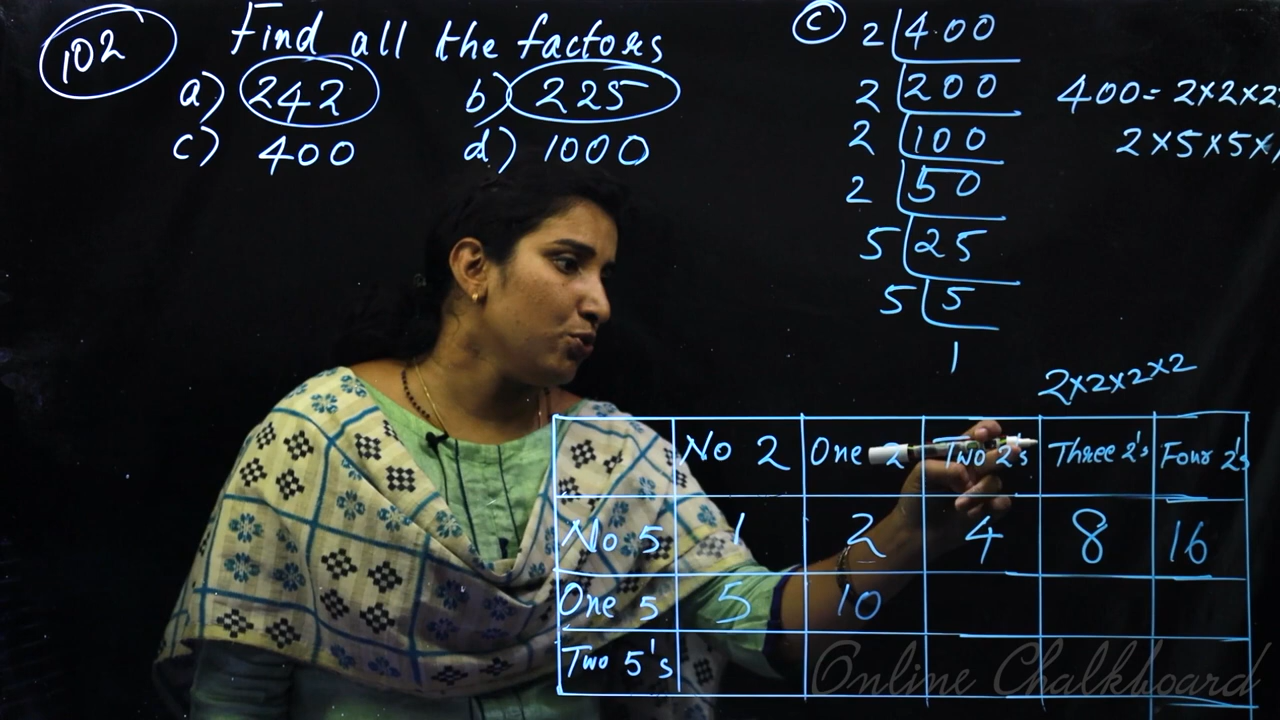 102 Find all the factors
a) 242 b) 225
c) 400 d) 1000
c 2 400
2 200
2 100
2 50
5 25
5 5
1
400 = 2×2×2
2×5×5×
2×2×2×2
No 2 One 2 Two 2's Three 2's Four 2's
No 5 1 2 4 8 16
One 5 5 10
Two 5's
Online Chalkboard